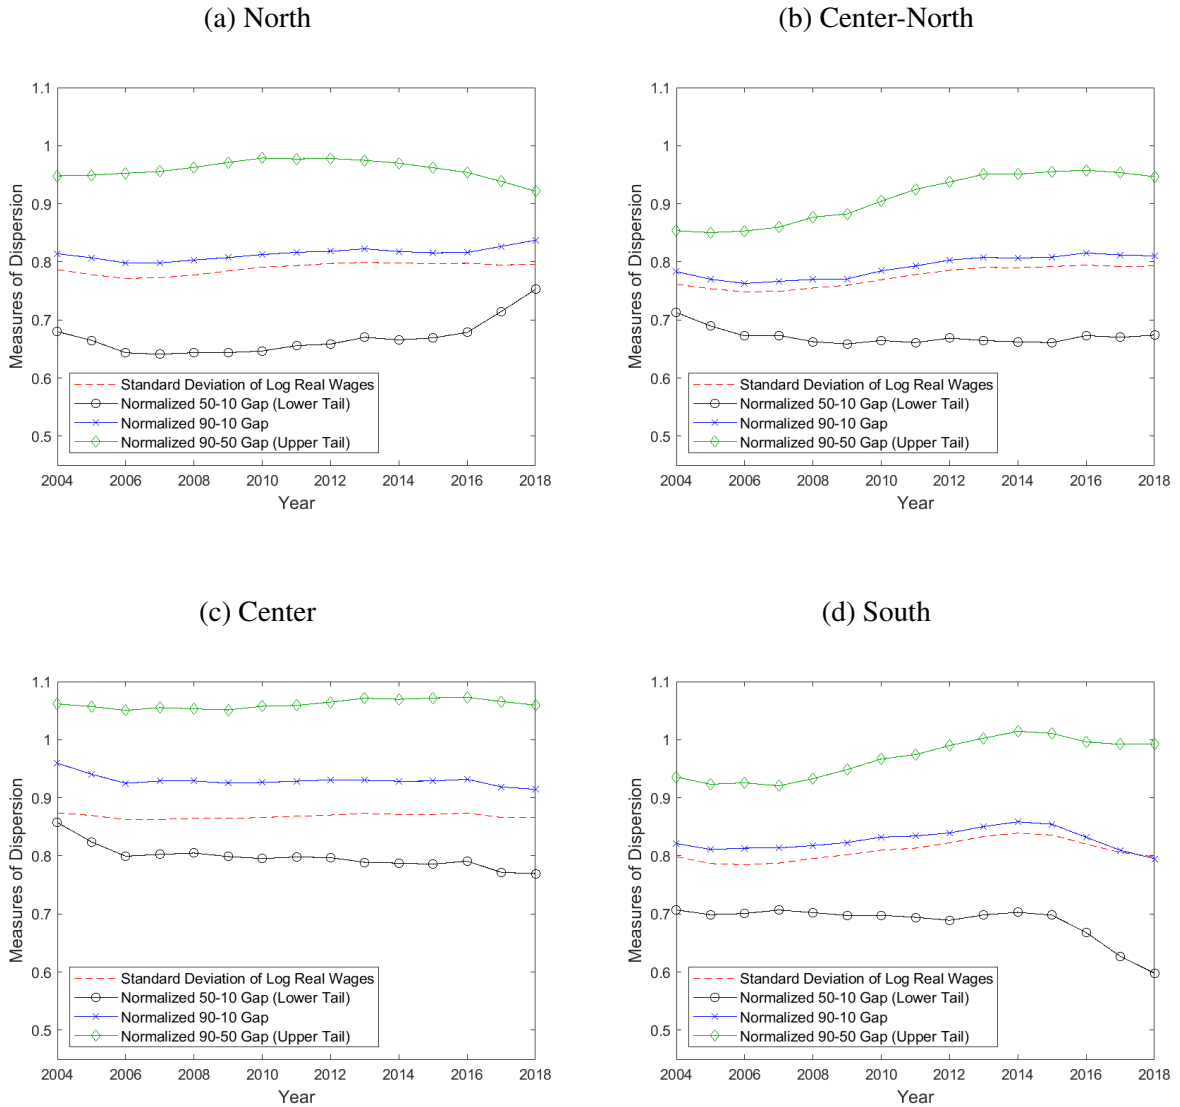 (a) North
1.1
1
0.9
0.8
0.7
0.6
0.5
Measures of Dispersion
Standard Deviation of Log Real Wages
Normalized 50-10 Gap (Lower Tail)
Normalized 90-10 Gap
Normalized 90-50 Gap (Upper Tail)
2004 2006 2008 2010 2012 2014 2016 2018
Year
(b) Center-North
1.1
1
0.9
0.8
0.7
0.6
0.5
Measures of Dispersion
Standard Deviation of Log Real Wages
Normalized 50-10 Gap (Lower Tail)
Normalized 90-10 Gap
Normalized 90-50 Gap (Upper Tail)
2004 2006 2008 2010 2012 2014 2016 2018
Year
(c) Center
1.1
1
0.9
0.8
0.7
0.6
0.5
Measures of Dispersion
Standard Deviation of Log Real Wages
Normalized 50-10 Gap (Lower Tail)
Normalized 90-10 Gap
Normalized 90-50 Gap (Upper Tail)
2004 2006 2008 2010 2012 2014 2016 2018
Year
(d) South
1.1
1
0.9
0.8
0.7
0.6
0.5
Measures of Dispersion
Standard Deviation of Log Real Wages
Normalized 50-10 Gap (Lower Tail)
Normalized 90-10 Gap
Normalized 90-50 Gap (Upper Tail)
2004 2006 2008 2010 2012 2014 2016 2018
Year